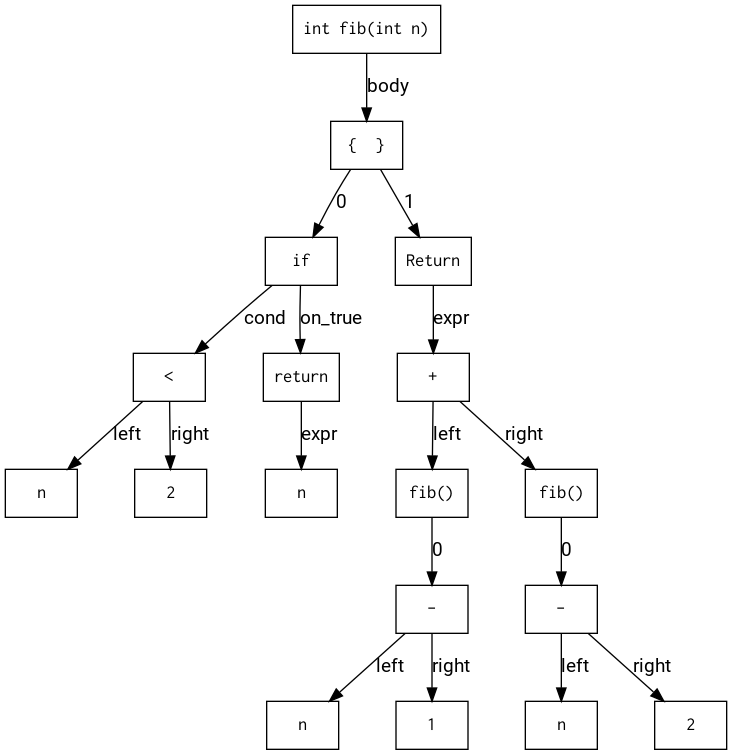 int fib(int n)
body
{ }
0 1
if Return
cond on_true expr
< return +
left right expr left right
n 2 n fib() fib()
0 0
- -
left right left right
n 1 n 2